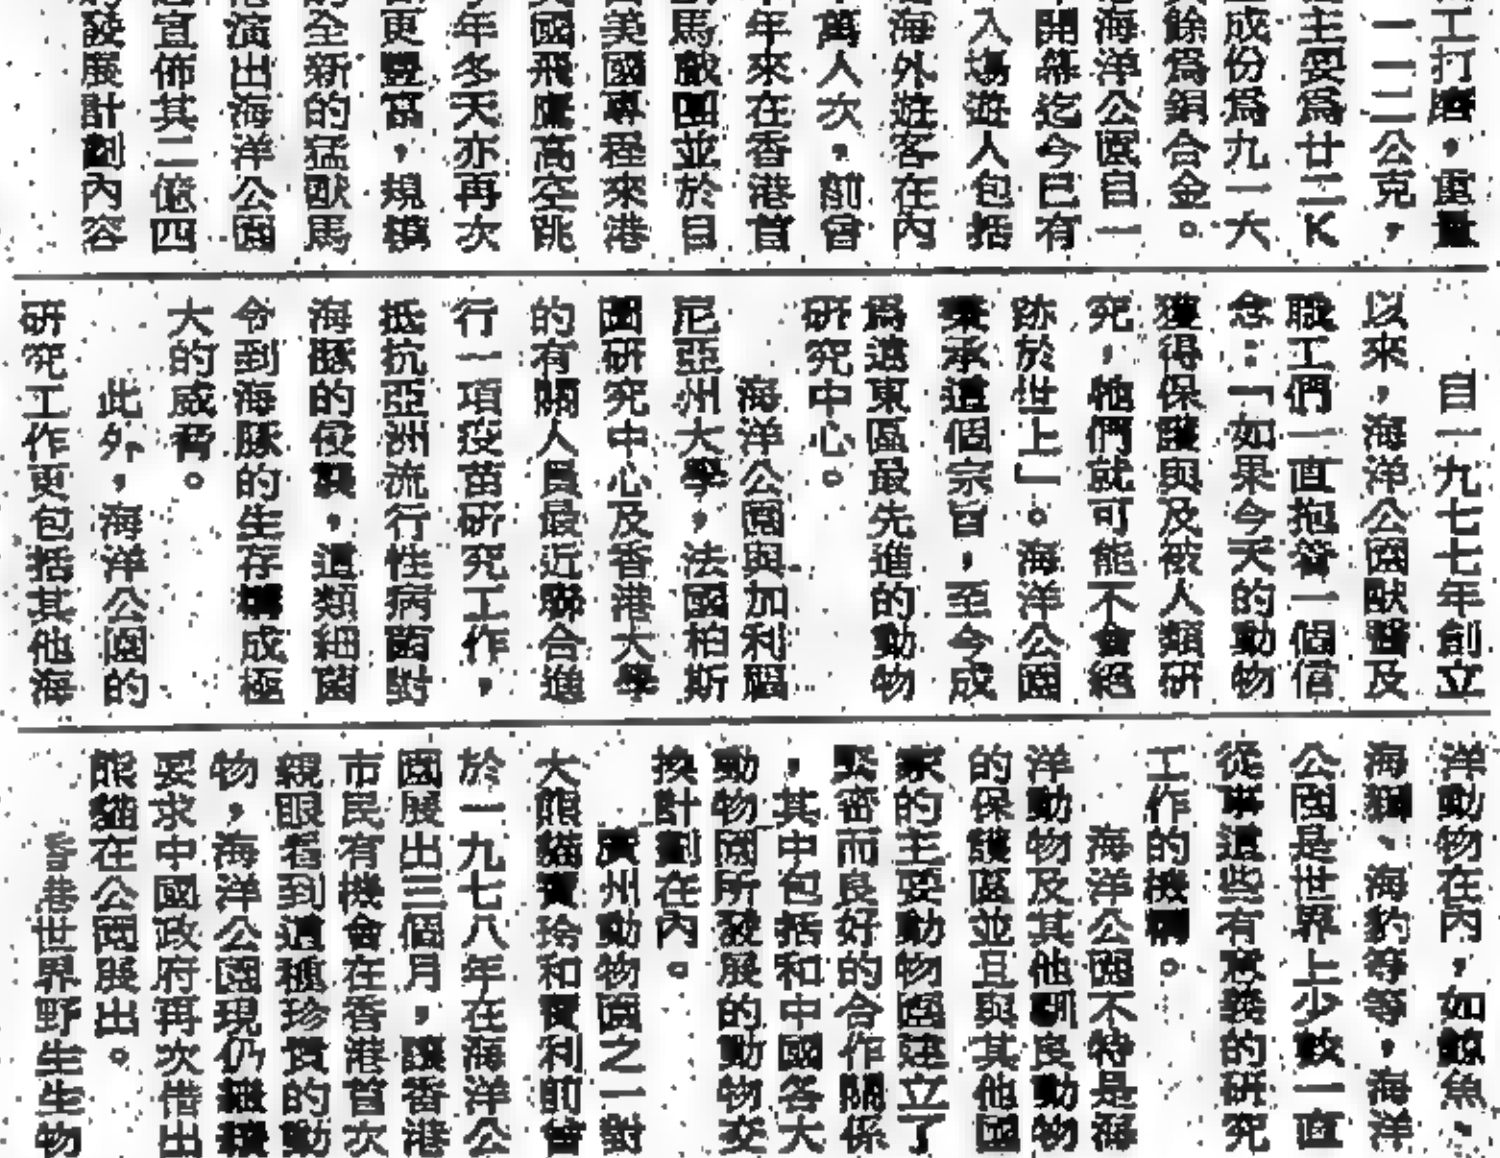 工打磨，重量
一一二公克，
主要為廿二K
成份為九一大
餘為銅合金。
海洋公園自一
開幕迄今已有
入場遊人包括
海外遊客在內
萬人次，前曾
年來在香港首
馬戲團並於目
美國專程來港
國飛鷹高空跳
年冬天亦再次
更豐富，規模
全新的猛獸馬
演出海洋公園
宣佈其二億四
發展計劃內容
自一九七七年創立
以來，海洋公園獸醫及
職工們一直抱着一個信
念：「如果今天的動物
獲得保護與及被人類研
究，牠們就可能不會絕
跡於世上」。海洋公園
秉承這個宗旨，至今成
為遠東區最先進的動物
研究中心。
海洋公園與加利福
尼亞州大學，法國柏斯
園研究中心及香港大學
的有關人員最近聯合進
行一項疫苗研究工作，
抵抗亞洲流行性病菌對
海豚的侵襲，這類細菌
令到海豚的生存構成極
大的威脅。
此外，海洋公園的
研究工作更包括其他海
洋動物在內，如鯨魚、
海獅、海豹等等，海洋
公園是世界上少數一直
從事這些有意義的研究
工作的機構。
海洋公園不特是海
洋動物及其他馴良動物
的保護區並且與其他國
家的主要動物園建立了
緊密而良好的合作關係
，其中包括和中國各大
動物園所發展的動物交
換計劃在內。
廣州動物園之一對
大熊貓寶玲和寶利前曾
於一九七八年在海洋公
園展出三個月，讓香港
市民有機會在香港首次
親眼看到這種珍貴的動
物，海洋公園現仍繼續
要求中國政府再次借出
熊貓在公園展出。
香港世界野生生物